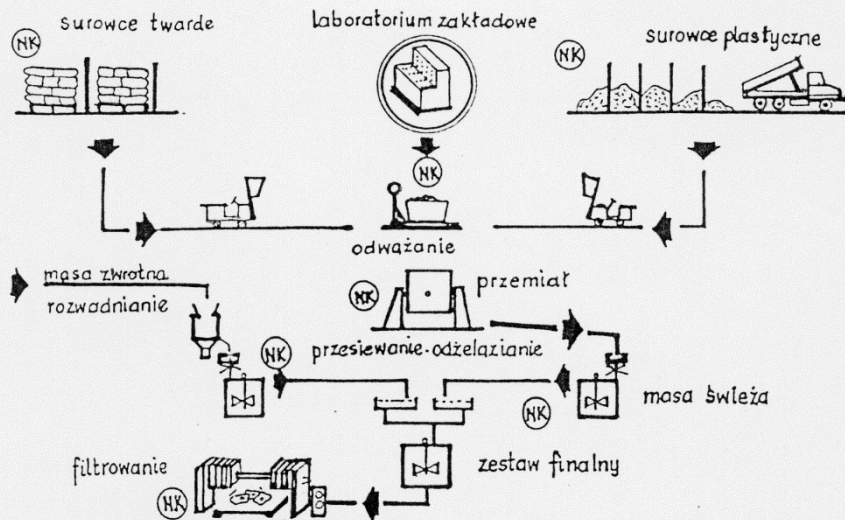 surowce twarde
laboratorium zakładowe
surowce plastyczne
NK
NK
NK
odważanie
masa zwrotna
rozwadnianie
NK
przemiał
NK
przesiewanie-odżelazianie
NK
masa świeża
filtrowanie
zestaw finalny
NK